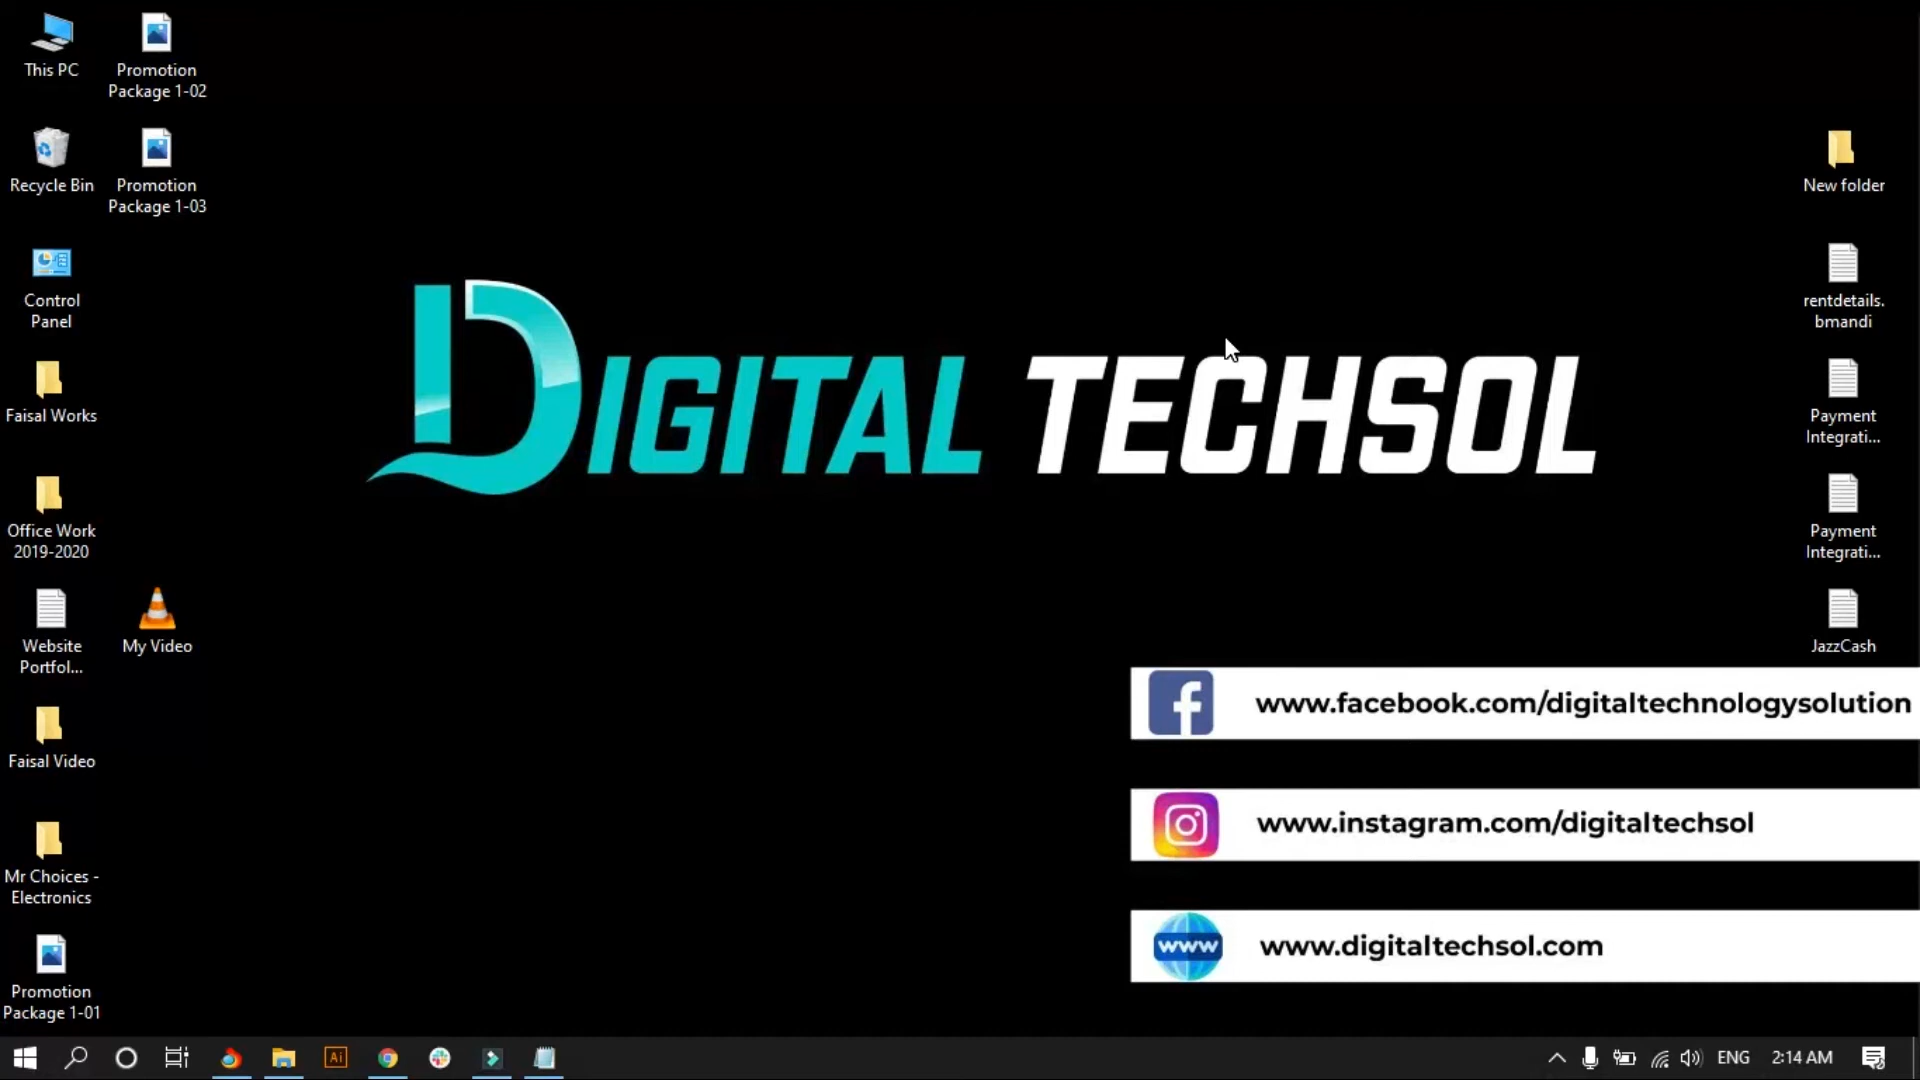 This PC
Promotion
Package 1-02
Recycle Bin
Promotion
Package 1-03
Control
Panel
Faisal Works
Office Work
2019-2020
Website
Portfol...
My Video
Faisal Video
Mr Choices -
Electronics
Promotion
Package 1-01
DIGITAL TECHSOL
New folder
rentdetails.
bmandi
Payment
Integrati...
Payment
Integrati...
JazzCash
www.facebook.com/digitaltechnologysolution
www.instagram.com/digitaltechsol
www
www.digitaltechsol.com
Ai
ENG
2:14 AM